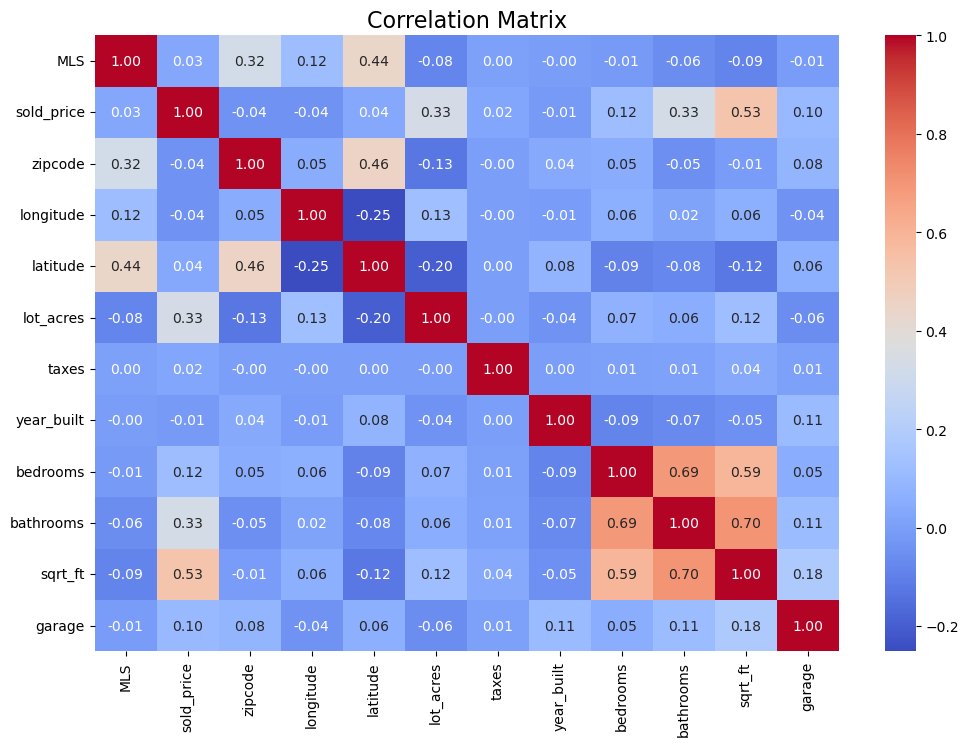 Correlation Matrix
MLS 1.00 0.03 0.32 0.12 0.44 -0.08 0.00 -0.00 -0.01 -0.06 -0.09 -0.01
sold_price 0.03 1.00 -0.04 -0.04 0.04 0.33 0.02 -0.01 0.12 0.33 0.53 0.10
zipcode 0.32 -0.04 1.00 0.05 0.46 -0.13 -0.00 0.04 0.05 -0.05 -0.01 0.08
longitude 0.12 -0.04 0.05 1.00 -0.25 0.13 -0.00 -0.01 0.06 0.02 0.06 -0.04
latitude 0.44 0.04 0.46 -0.25 1.00 -0.20 0.00 0.08 -0.09 -0.08 -0.12 0.06
lot_acres -0.08 0.33 -0.13 0.13 -0.20 1.00 -0.00 -0.04 0.07 0.06 0.12 -0.06
taxes 0.00 0.02 -0.00 -0.00 0.00 -0.00 1.00 0.00 0.01 0.01 0.04 0.01
year_built -0.00 -0.01 0.04 -0.01 0.08 -0.04 0.00 1.00 -0.09 -0.07 -0.05 0.11
bedrooms -0.01 0.12 0.05 0.06 -0.09 0.07 0.01 -0.09 1.00 0.69 0.59 0.05
bathrooms -0.06 0.33 -0.05 0.02 -0.08 0.06 0.01 -0.07 0.69 1.00 0.70 0.11
sqrt_ft -0.09 0.53 -0.01 0.06 -0.12 0.12 0.04 -0.05 0.59 0.70 1.00 0.18
garage -0.01 0.10 0.08 -0.04 0.06 -0.06 0.01 0.11 0.05 0.11 0.18 1.00
MLS sold_price zipcode longitude latitude lot_acres taxes year_built bedrooms bathrooms sqrt_ft garage
1.0
0.8
0.6
0.4
0.2
0.0
−0.2